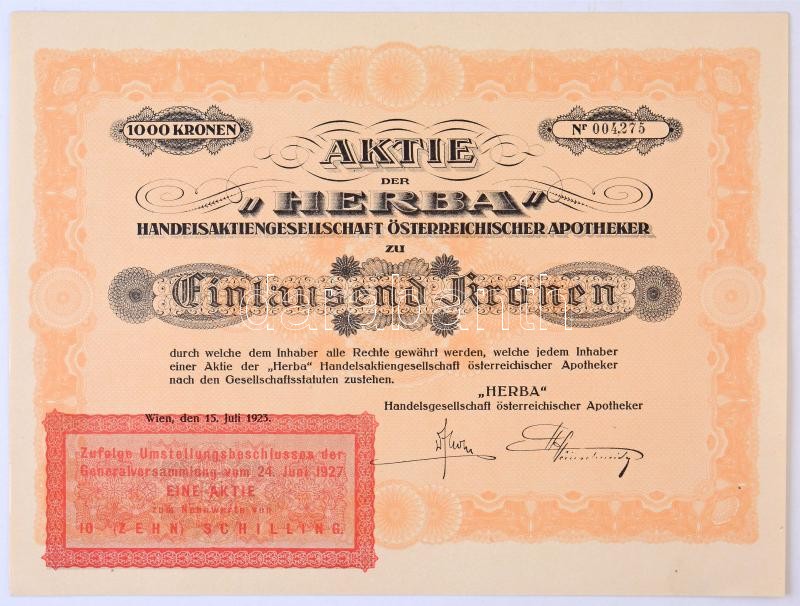 1000 KRONEN
Nr 004,275
AKTIE
DER
„HERBA“
HANDELSAKTIENGESELLSCHAFT ÖSTERREICHISCHER APOTHEKER
ZU
Eintausend Kronen
durch welche dem Inhaber alle Rechte gewährt werden, welche jedem Inhaber
einer Aktie der „Herba“ Handelsaktiengesellschaft österreichischer Apotheker
nach den Gesellschaftsstatuten zustehen.
„HERBA“
Handelsgesellschaft österreichischer Apotheker
Wien, den 15. Juli 1923.
Zufolge Umstellungsbeschlusses der
Generalversammlung vom 24. Juni 1927
EINE AKTIE
zum Nennwerte von
10 (ZEHN) SCHILLING.